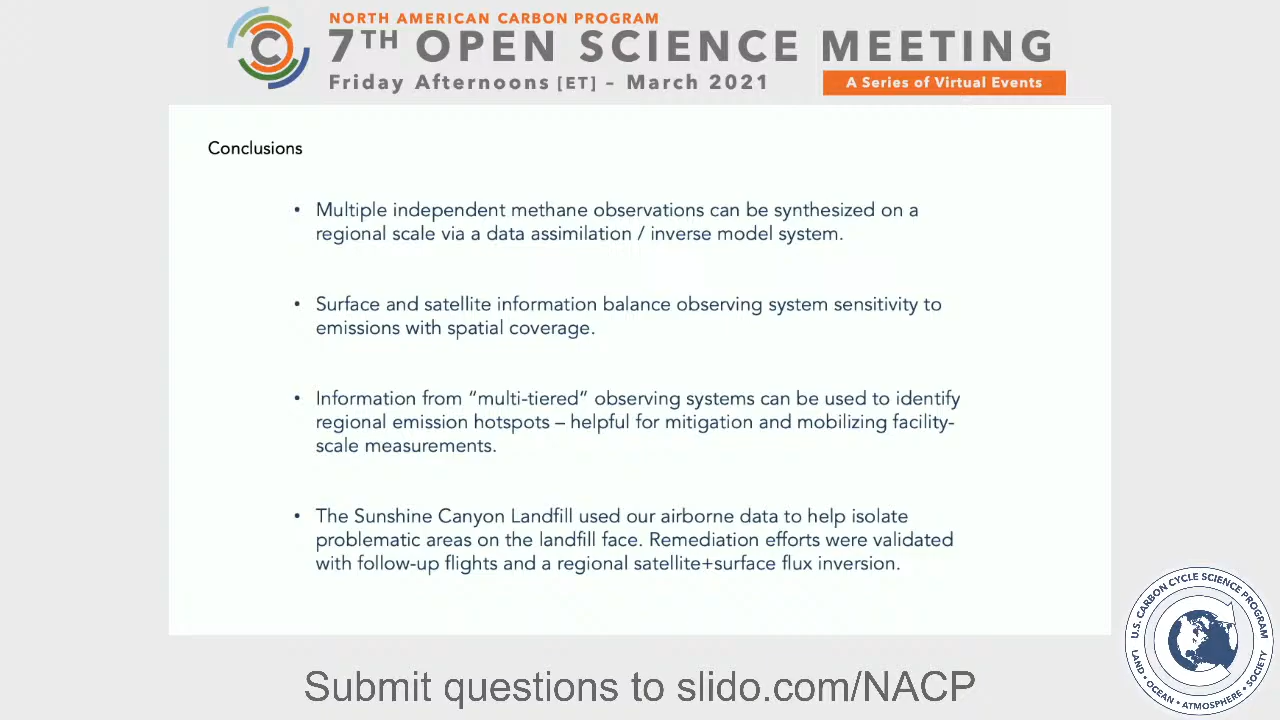 NORTH AMERICAN CARBON PROGRAM
7TH OPEN SCIENCE MEETING
Friday Afternoons [ET] – March 2021
A Series of Virtual Events
C
Conclusions
• Multiple independent methane observations can be synthesized on a
regional scale via a data assimilation / inverse model system.
• Surface and satellite information balance observing system sensitivity to
emissions with spatial coverage.
• Information from “multi-tiered” observing systems can be used to identify
regional emission hotspots – helpful for mitigation and mobilizing facility-
scale measurements.
• The Sunshine Canyon Landfill used our airborne data to help isolate
problematic areas on the landfill face. Remediation efforts were validated
with follow-up flights and a regional satellite+surface flux inversion.
U.S. CARBON CYCLE SCIENCE PROGRAM
LAND • OCEAN • ATMOSPHERE • SOCIETY
Submit questions to slido.com/NACP